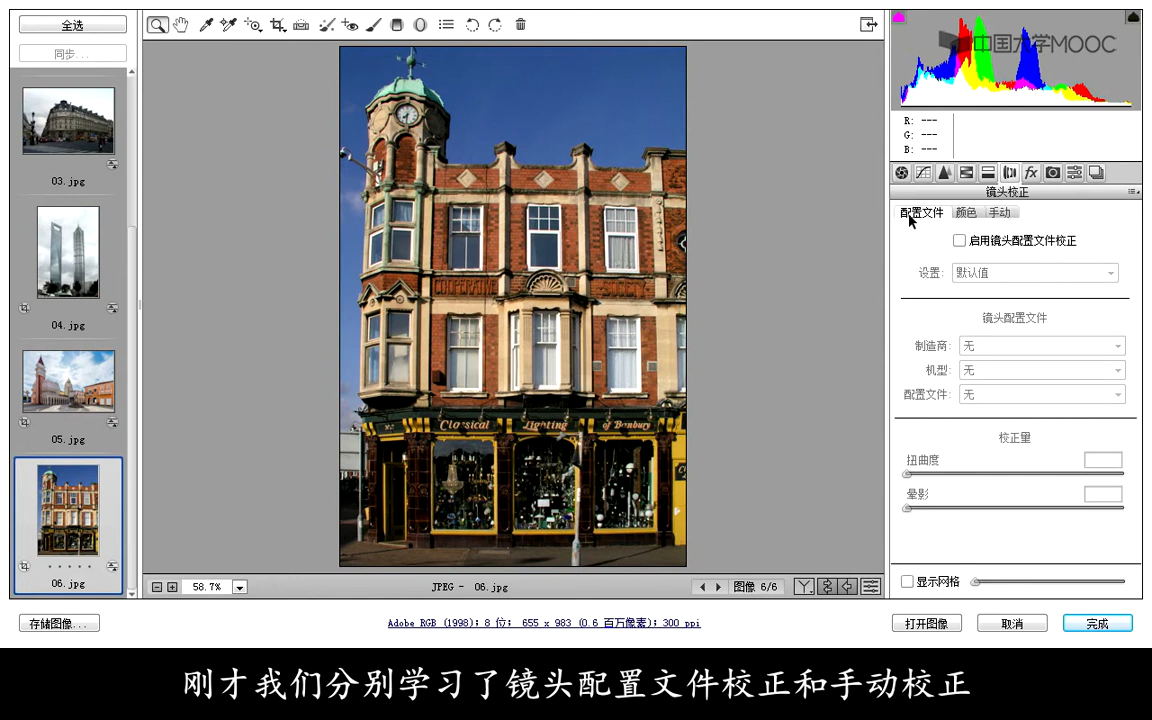 全选
同步...
03.jpg
04.jpg
05.jpg
06.jpg
中国大学MOOC
R: ---
G: ---
B: ---
fx
镜头校正
配置文件 颜色 手动
启用镜头配置文件校正
设置: 默认值
镜头配置文件
制造商: 无
机型: 无
配置文件: 无
校正量
扭曲度
晕影
显示网格
COOPERATIVE SOCIETY
Classical Lighting of Banbury
58.7%
JPEG - 06.jpg
图像 6/6
存储图像...
Adobe RGB (1998); 8 位; 655 x 983 (0.6 百万像素); 300 ppi
打开图像 取消 完成
刚才我们分别学习了镜头配置文件校正和手动校正